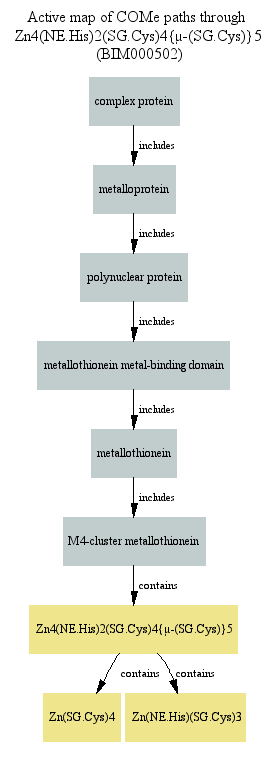 Active map of COMe paths through
Zn4(NE.His)2(SG.Cys)4{μ-(SG.Cys)}5
(BIM000502)
complex protein
includes
metalloprotein
includes
polynuclear protein
includes
metallothionein metal-binding domain
includes
metallothionein
includes
M4-cluster metallothionein
contains
Zn4(NE.His)2(SG.Cys)4{μ-(SG.Cys)}5
contains contains
Zn(SG.Cys)4 Zn(NE.His)(SG.Cys)3